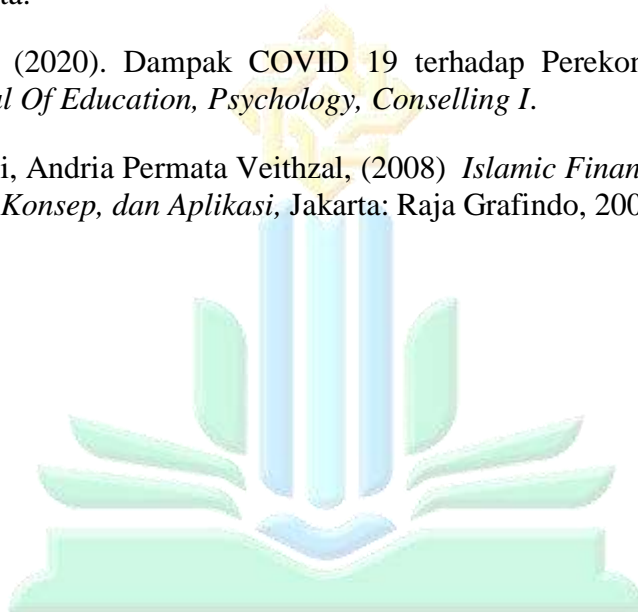 ta.
(2020). Dampak COVID 19 terhadap Perekon
al Of Education, Psychology, Conselling I.
i, Andria Permata Veithzal, (2008) Islamic Finan
Konsep, dan Aplikasi, Jakarta: Raja Grafindo, 200